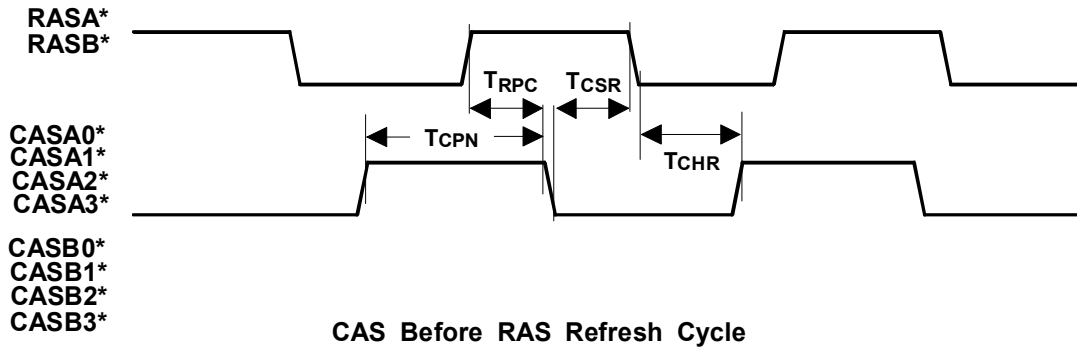 RASA*
RASB*
TRPC
TCSR
CASA0*
TCPN
CASA1*
TCHR
CASA2*
CASA3*
CASB0*
CASB1*
CASB2*
CASB3*
CAS Before RAS Refresh Cycle